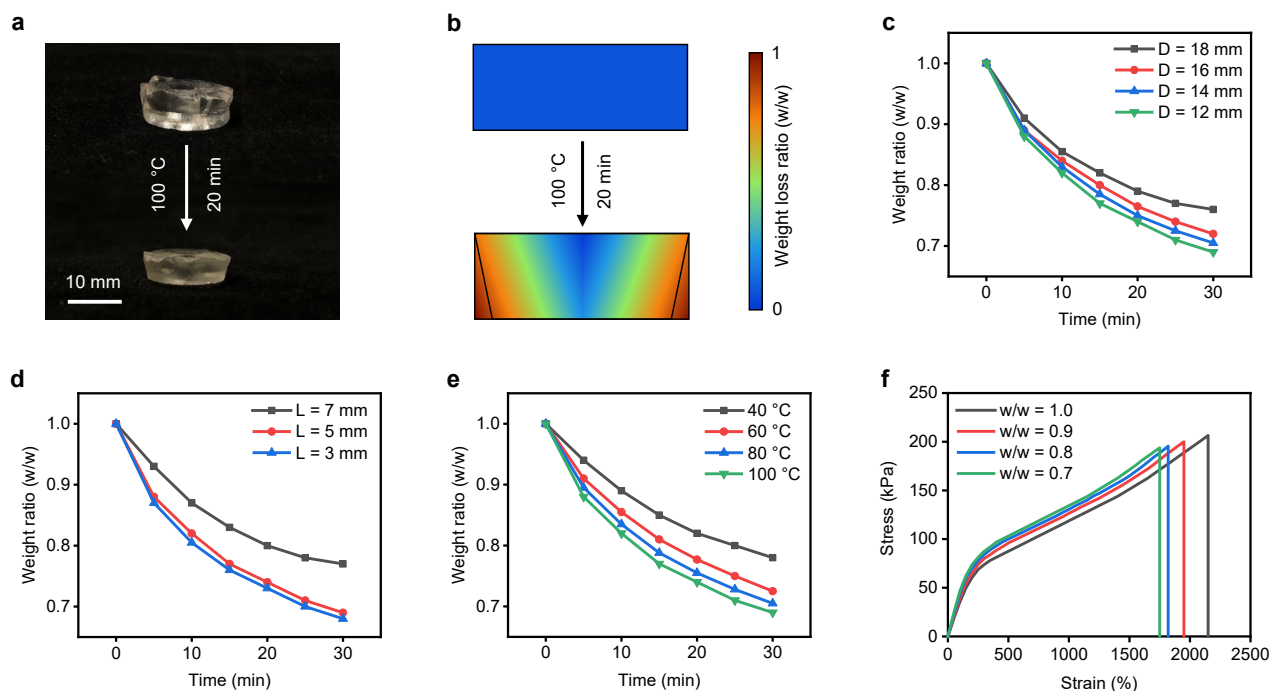 a
100 °C
20 min
10 mm
b
100 °C
20 min
1
Weight loss ratio (w/w)
0
c
D = 18 mm
D = 16 mm
D = 14 mm
D = 12 mm
1.0
0.9
0.8
0.7
Weight ratio (w/w)
0 10 20 30
Time (min)
d
L = 7 mm
L = 5 mm
L = 3 mm
1.0
0.9
0.8
0.7
Weight ratio (w/w)
0 10 20 30
Time (min)
e
40 °C
60 °C
80 °C
100 °C
1.0
0.9
0.8
0.7
Weight ratio (w/w)
0 10 20 30
Time (min)
f
w/w = 1.0
w/w = 0.9
w/w = 0.8
w/w = 0.7
250
200
150
100
50
0
Stress (kPa)
0 500 1000 1500 2000 2500
Strain (%)